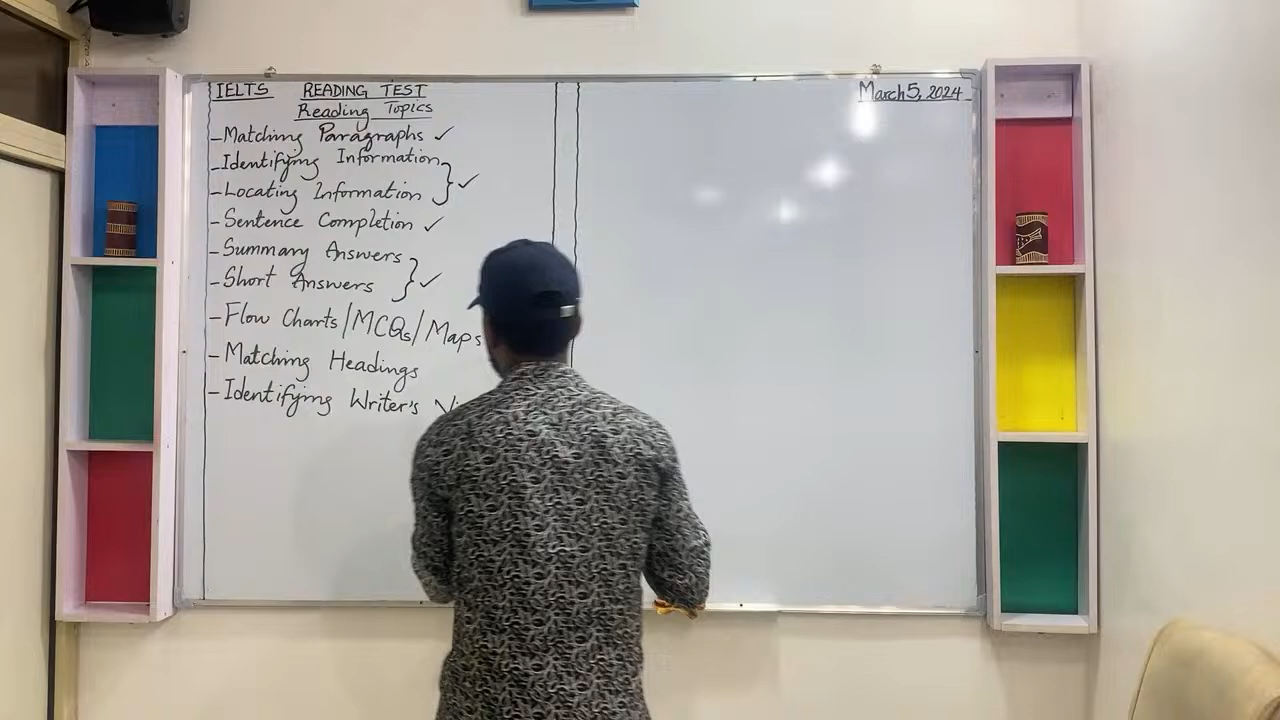 IELTS READING TEST
March 5, 2024
Reading Topics
- Matching Paragraphs ✓
- Identifying Information
- Locating Information } ✓
- Sentence Completion ✓
- Summary Answers
- Short Answers } ✓
- Flow Charts/MCQs/Maps
- Matching Headings
- Identifying Writer's